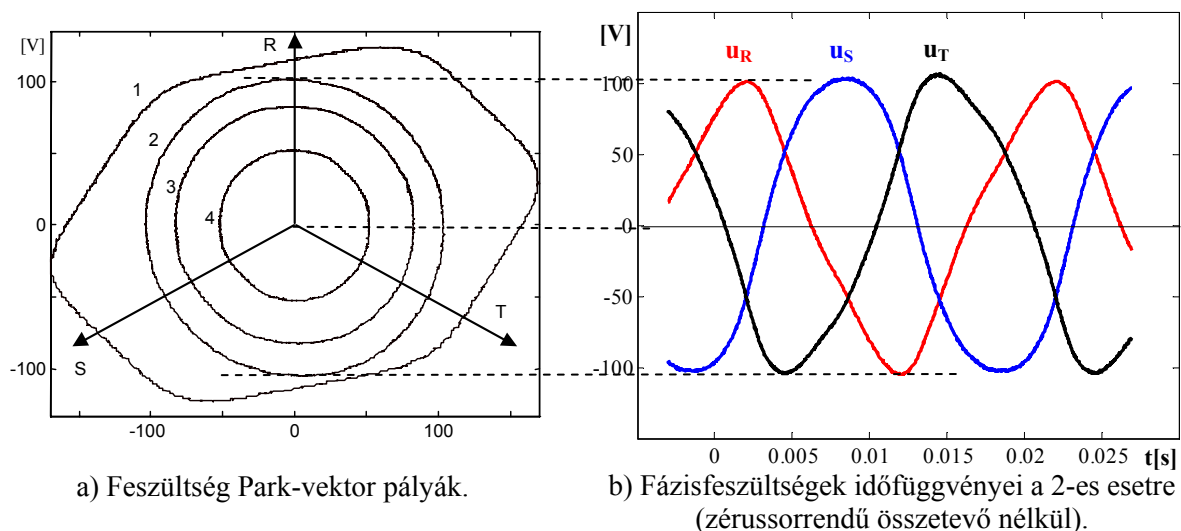 [V]
R
100
1
2
3
0
4
T
S
-100
-100
0
100
a) Feszültség Park-vektor pályák.
[V]
uR
uS
uT
100
50
0
-50
-100
0
0.005
0.01
0.015
0.02
0.025
t[s]
b) Fázisfeszültségek időfüggvényei a 2-es esetre
(zérussorrendű összetevő nélkül).